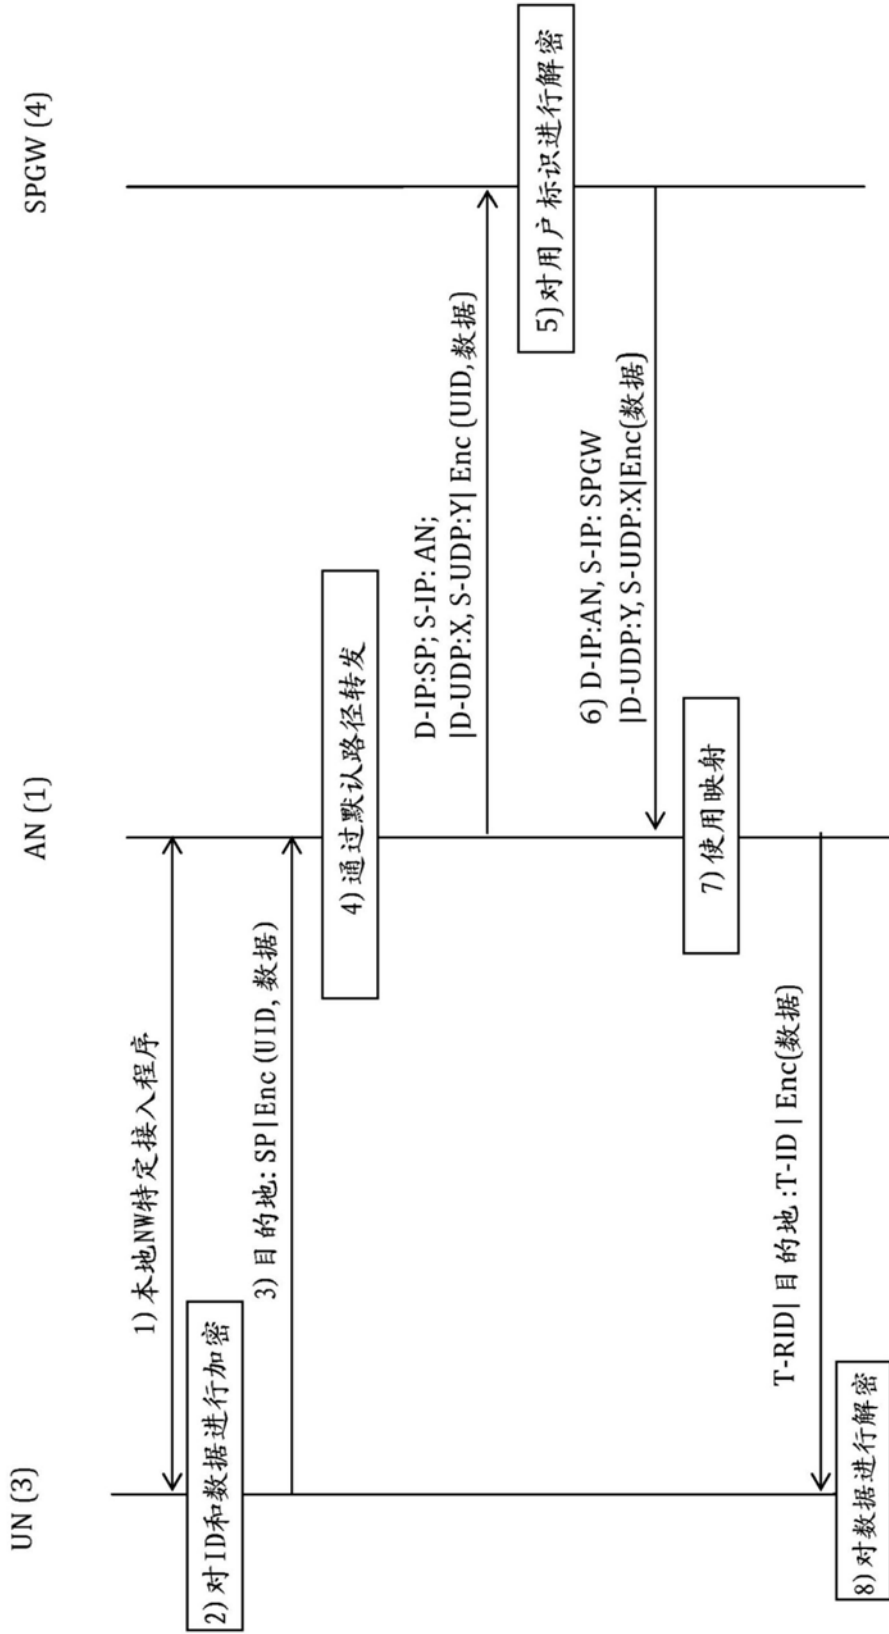 UN (3)
AN (1)
SPGW (4)
1)本地NW特定接入程序
2)对ID和数据进行加密
3)目的地: SP|Enc (UID, 数据)
4)通过默认路径转发
D-IP:SP; S-IP: AN;
|D-UDP:X, S-UDP:Y| Enc (UID,数据)
5)对用户标识进行解密
6) D-IP:AN, S-IP: SPGW
|D-UDP:Y, S-UDP:X|Enc(数据)
7)使用映射
T-RID| 目的地:T-ID | Enc(数据)
8)对数据进行解密